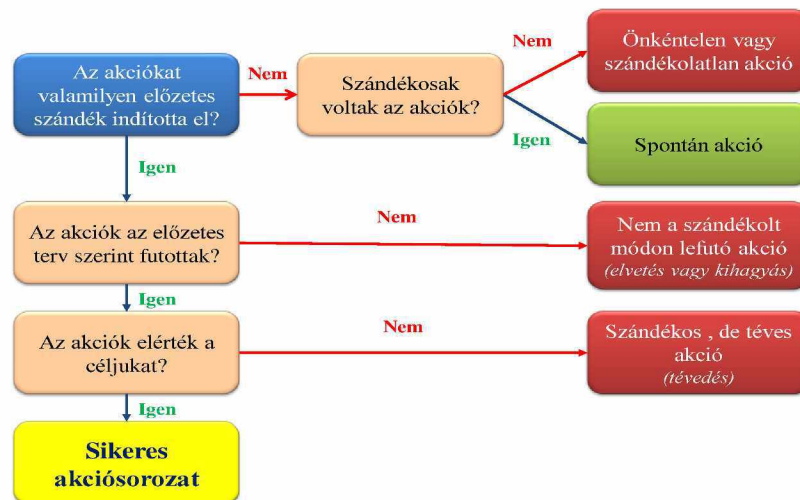 Az akciókat
valamilyen előzetes
szándék indította el?
Nem
Szándékosak
voltak az akciók?
Nem
Önkéntelen vagy
szándékolatlan akció
Igen
Spontán akció
Igen
Az akciók az előzetes
terv szerint futottak?
Nem
Nem a szándékolt
módon lefutó akció
(elvetés vagy kihagyás)
Igen
Az akciók elérték a
céljukat?
Nem
Szándékos , de téves
akció
(tévedés)
Igen
Sikeres
akciósorozat